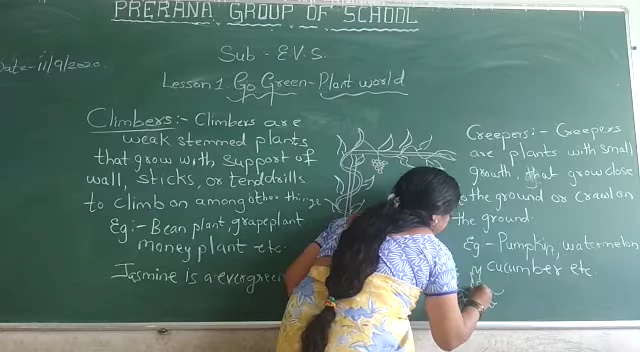 PRERANA GROUP OF SCHOOL
Date-11/9/2020
Sub - E.V.S.
Lesson 1. Go Green - Plant world
Climbers:- Climbers are
weak stemmed plants
that grow with support of
wall, sticks, or tenddrills
to climb on among other things
Eg:- Bean plant, grapeplant
money plant etc.
Jasmine is a evergreen
Creepers:- Creepers
are plants with small
growth, that grow close
to the ground or crawl on
the ground.
Eg - Pumpkin, watermelon
cucumber etc.